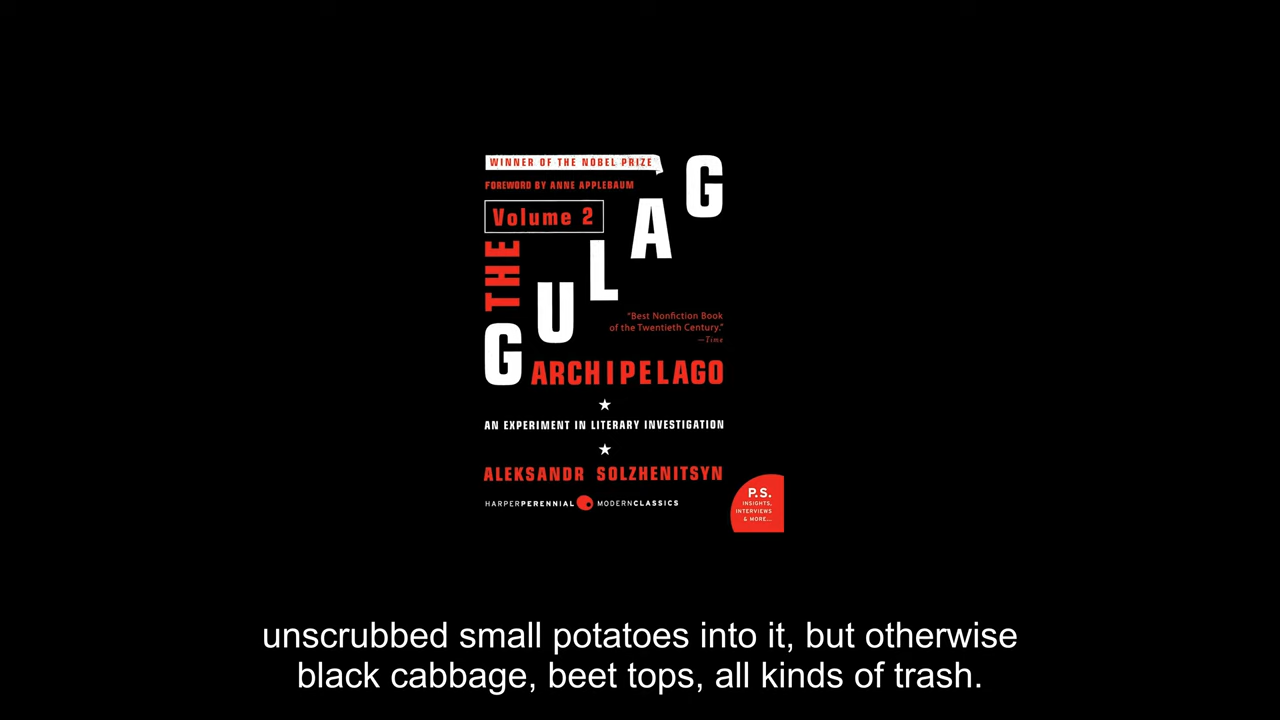 WINNER OF THE NOBEL PRIZE
FOREWORD BY ANNE APPLEBAUM
Volume 2
THE
GULAG
"Best Nonfiction Book
of the Twentieth Century."
—Time
ARCHIPELAGO
AN EXPERIMENT IN LITERARY INVESTIGATION
ALEKSANDR SOLZHENITSYN
HARPERPERENNIAL MODERNCLASSICS
P.S.
INSIGHTS,
INTERVIEWS
& MORE...
unscrubbed small potatoes into it, but otherwise
black cabbage, beet tops, all kinds of trash.